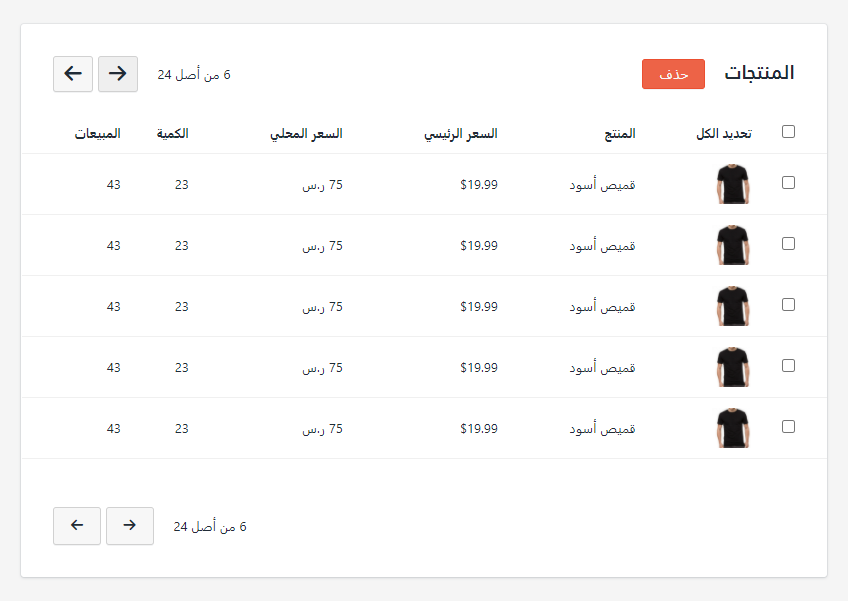 المنتجات حذف 6 من أصل 24
تحديد الكل المنتج السعر الرئيسي السعر المحلي الكمية المبيعات
قميص أسود $19.99 75 ر.س 23 43
قميص أسود $19.99 75 ر.س 23 43
قميص أسود $19.99 75 ر.س 23 43
قميص أسود $19.99 75 ر.س 23 43
قميص أسود $19.99 75 ر.س 23 43
6 من أصل 24